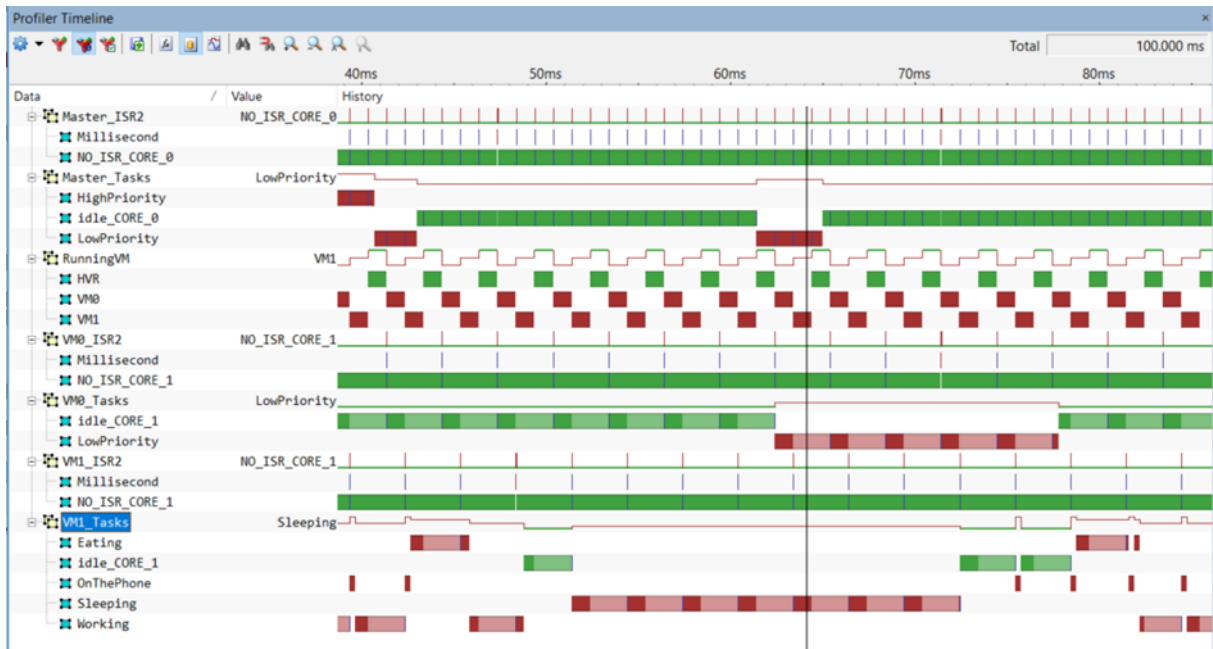 Profiler Timeline
Total 100.000 ms
40ms 50ms 60ms 70ms 80ms
Data / Value History
Master_ISR2 NO_ISR_CORE_0
Millisecond
NO_ISR_CORE_0
Master_Tasks LowPriority
HighPriority
idle_CORE_0
LowPriority
RunningVM VM1
HVR
VM0
VM1
VM0_ISR2 NO_ISR_CORE_1
Millisecond
NO_ISR_CORE_1
VM0_Tasks LowPriority
idle_CORE_1
LowPriority
VM1_ISR2 NO_ISR_CORE_1
Millisecond
NO_ISR_CORE_1
VM1_Tasks Sleeping
Eating
idle_CORE_1
OnThePhone
Sleeping
Working